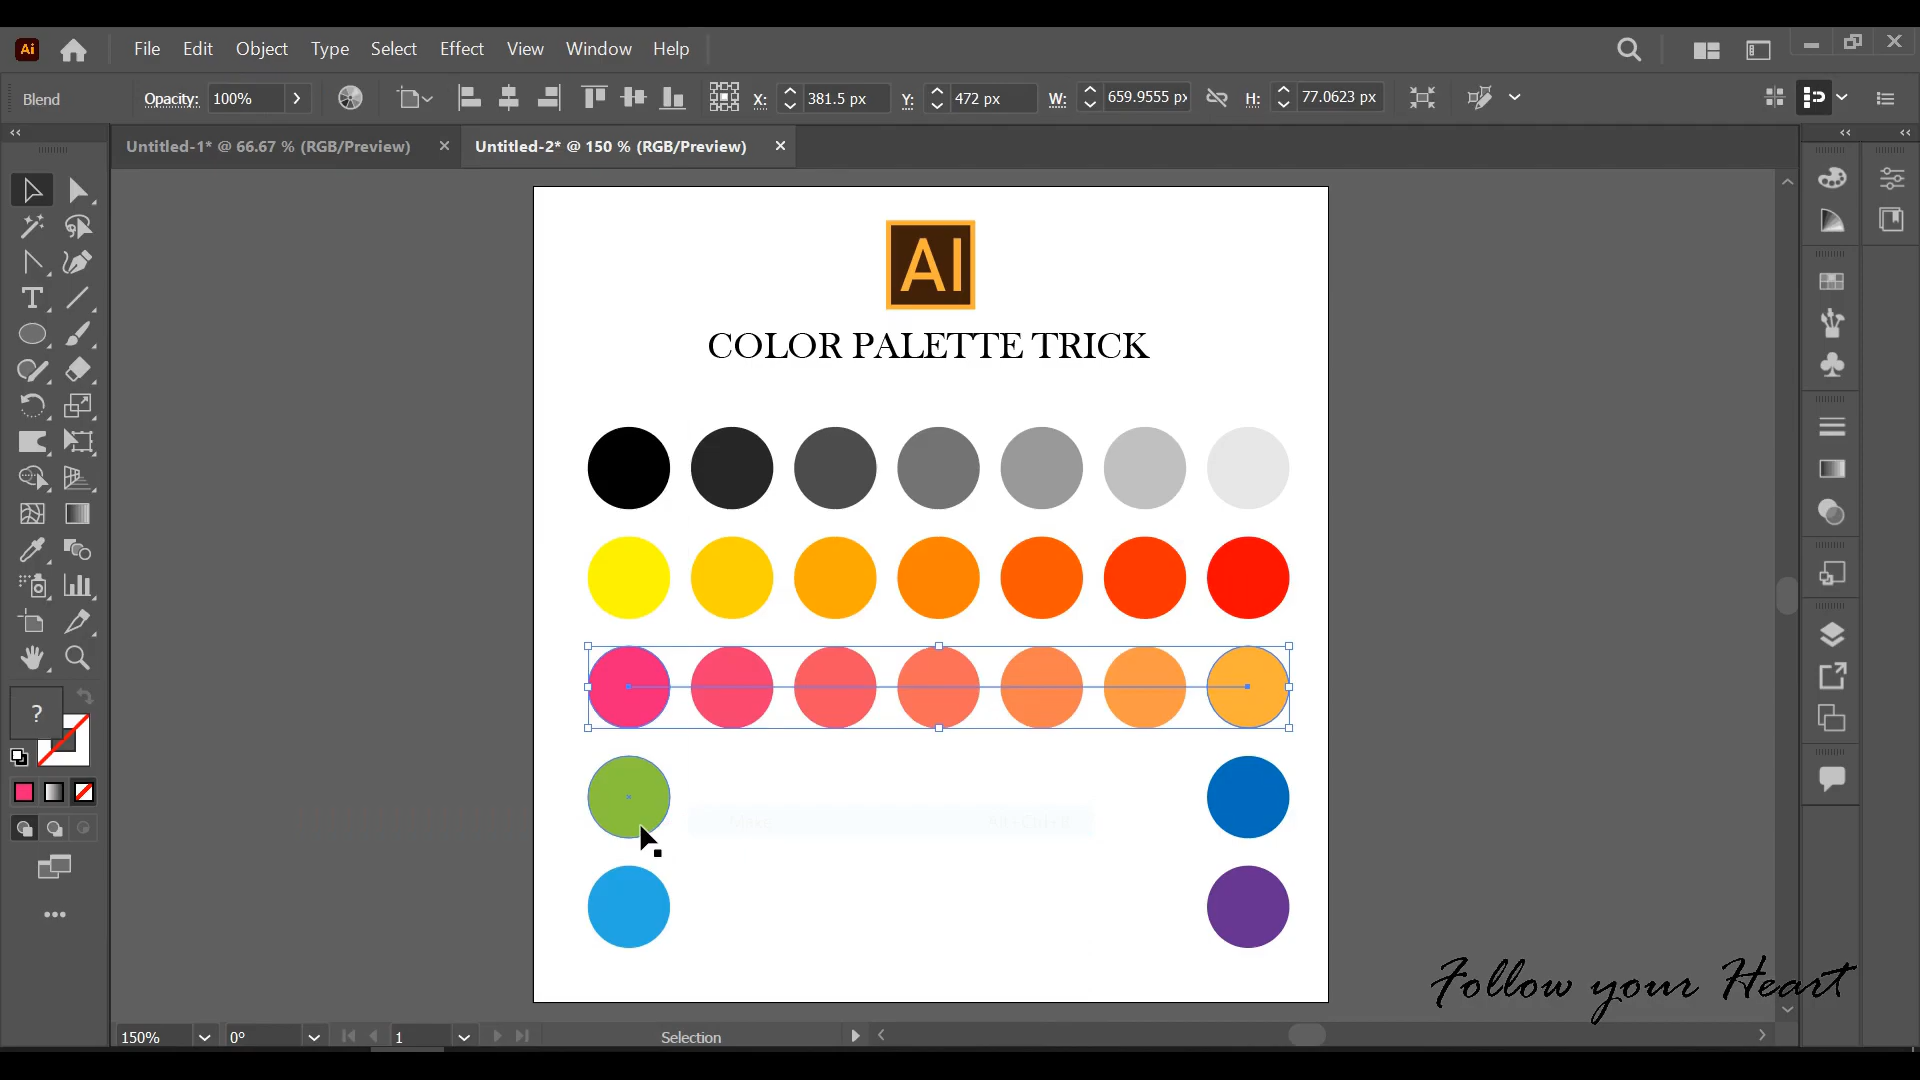 Ai File Edit Object Type Select Effect View Window Help
Blend Opacity: 100% X: 381.5 px Y: 472 px W: 659.9555 px H: 77.0623 px
Untitled-1* @ 66.67 % (RGB/Preview) Untitled-2* @ 150 % (RGB/Preview)
AI
COLOR PALETTE TRICK
T
?
Follow your Heart
150% 0° 1 Selection